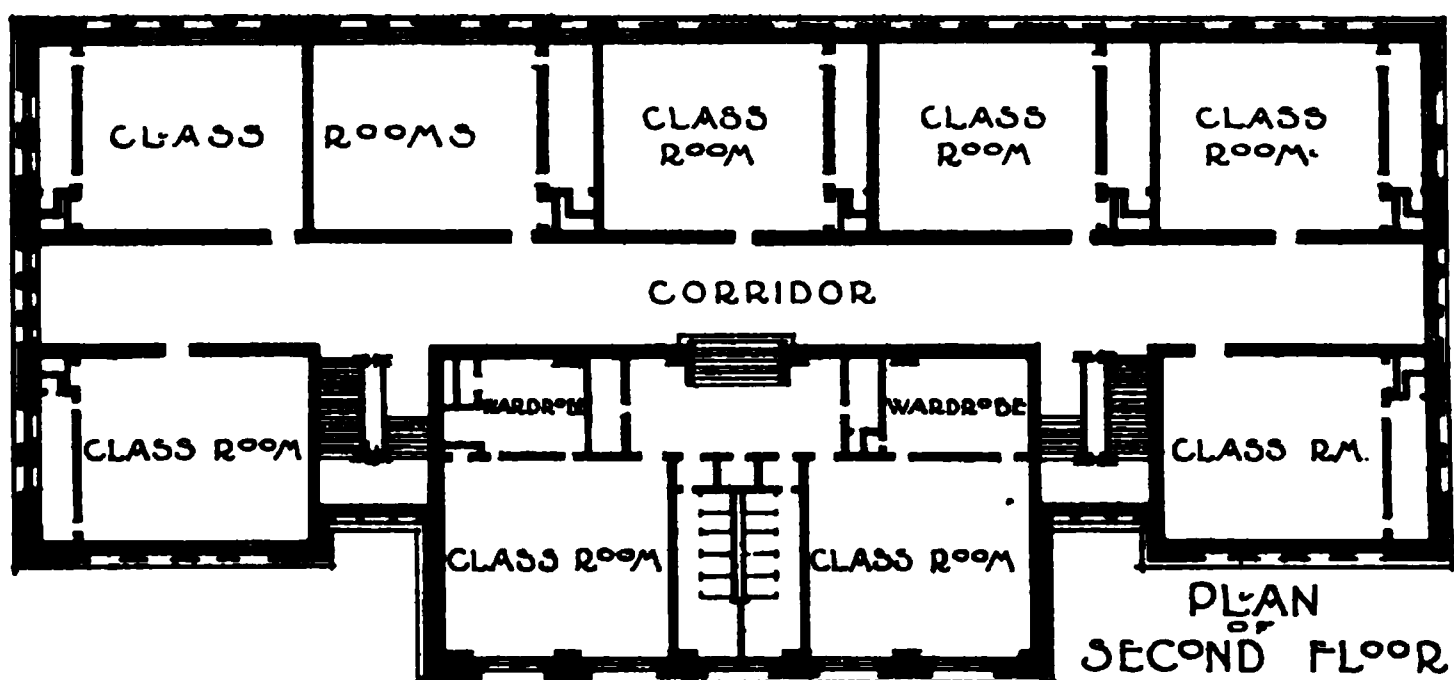 CLASS ROOMS
CLASS
ROOM
CLASS
ROOM
CLASS
ROOM.
CORRIDOR
WARDROBE
WARDROBE
CLASS ROOM
CLASS RM.
CLASS ROOM
CLASS ROOM
PLAN
OF
SECOND FLOOR